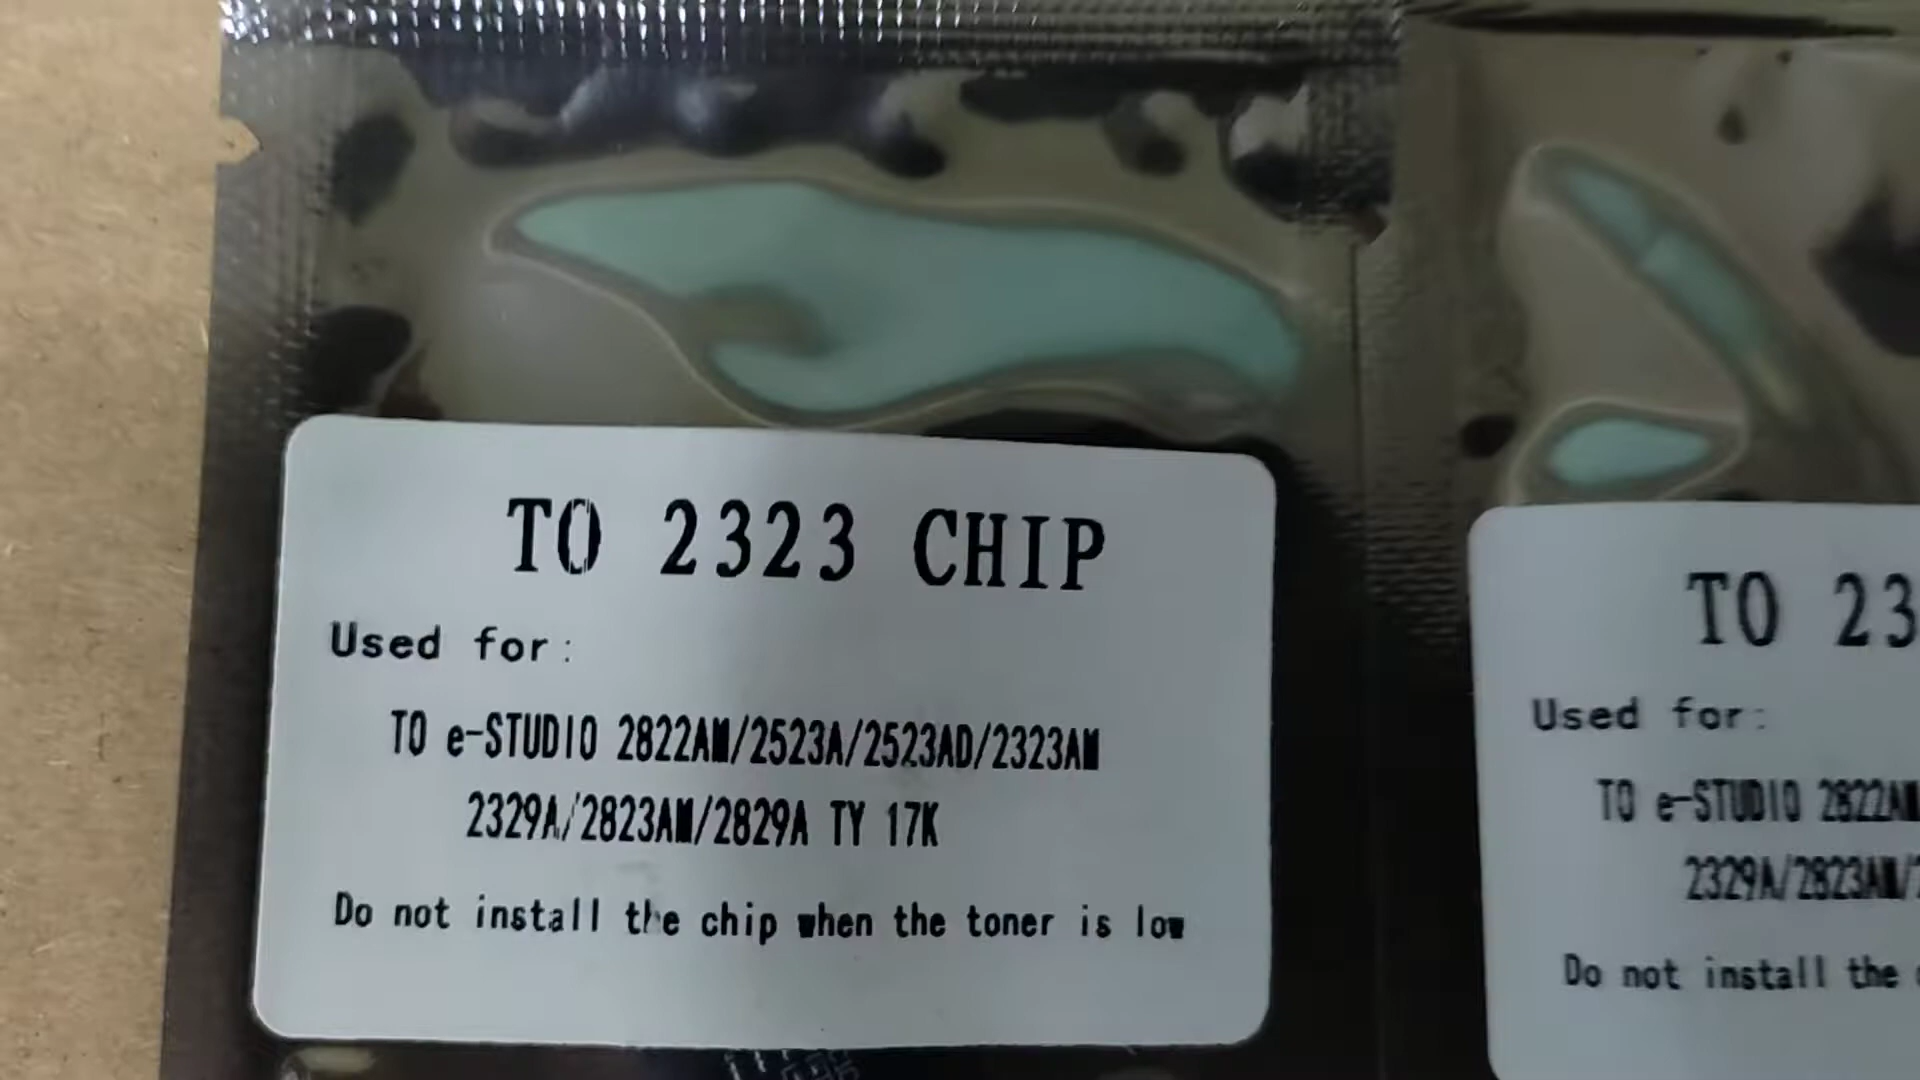 TO 2323 CHIP
Used for:
TO e-STUDIO 2822AM/2523A/2523AD/2323AM
2329A/2823AM/2829A TY 17K
Do not install the chip when the toner is low
TO 23
Used for:
TO e-STUDIO 2822AM
2329A/2823AM/2
Do not install the